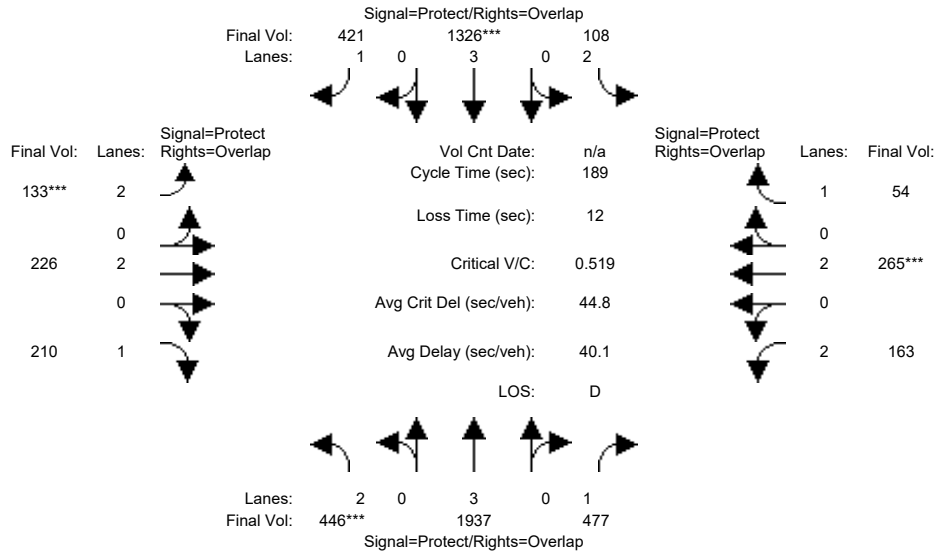 Signal=Protect/Rights=Overlap
Final Vol: 421 1326*** 108
Lanes: 1 0 3 0 2
Signal=Protect
Final Vol: Lanes: Rights=Overlap
Vol Cnt Date: n/a
Signal=Protect
Rights=Overlap Lanes: Final Vol:
Cycle Time (sec): 189
133*** 2
1 54
Loss Time (sec): 12
0
0
226 2
Critical V/C: 0.519
2 265***
0
Avg Crit Del (sec/veh): 44.8
0
210 1
Avg Delay (sec/veh): 40.1
2 163
LOS: D
Lanes: 2 0 3 0 1
Final Vol: 446*** 1937 477
Signal=Protect/Rights=Overlap